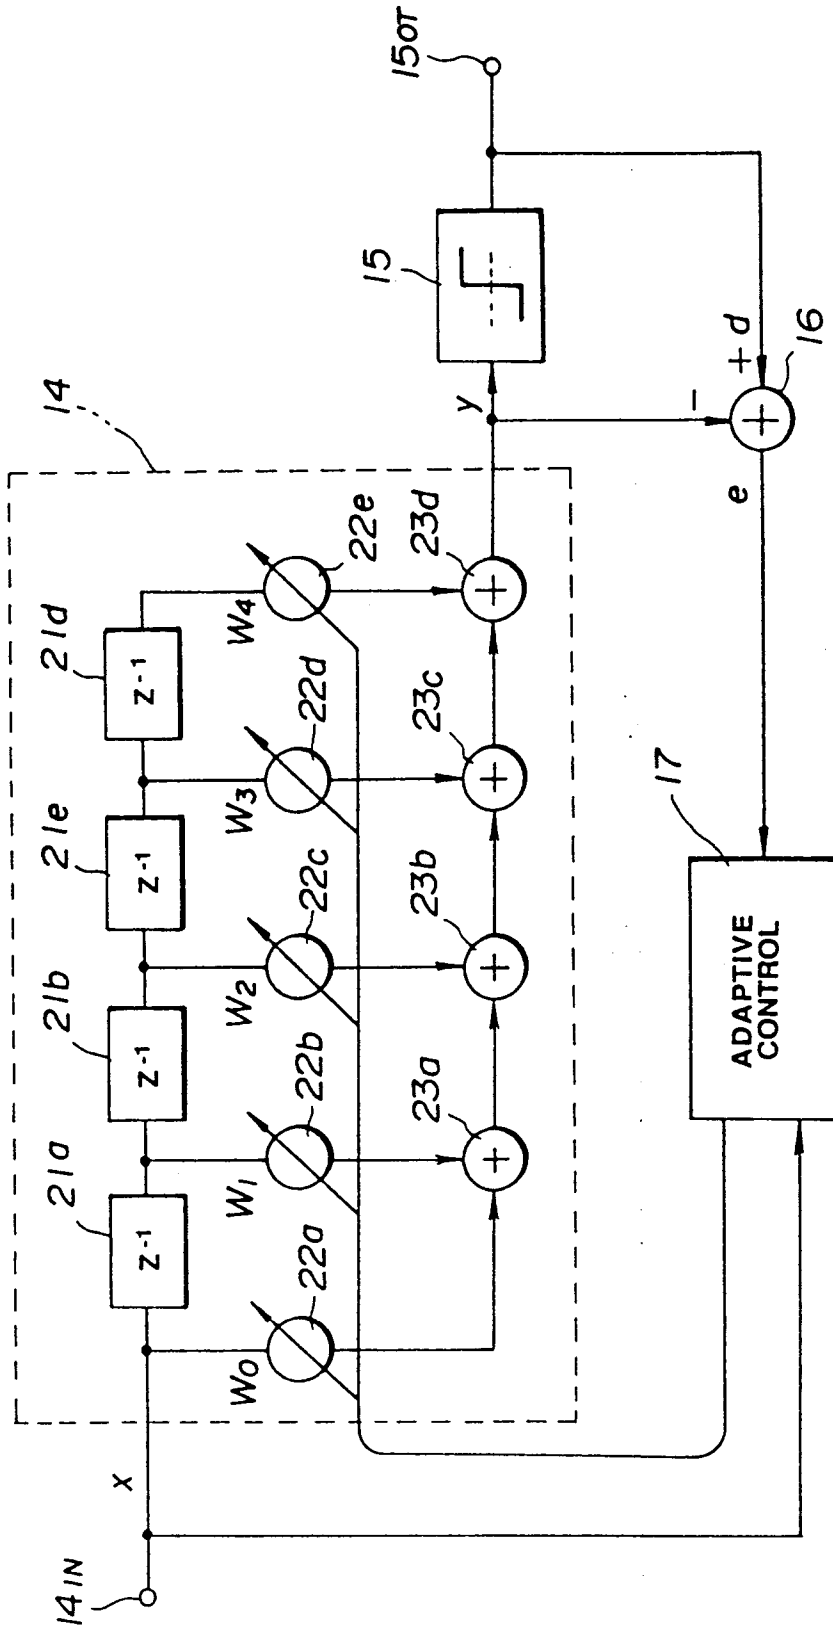 14
21a
21b
21e
21d
Z-1
Z-1
Z-1
Z-1
14IN
x
W0
W1
W2
W3
W4
22a
22b
22c
22d
22e
23a
23b
23c
23d
+
+
+
+
y
15
15OT
−
+d
+
16
e
17
ADAPTIVE
CONTROL